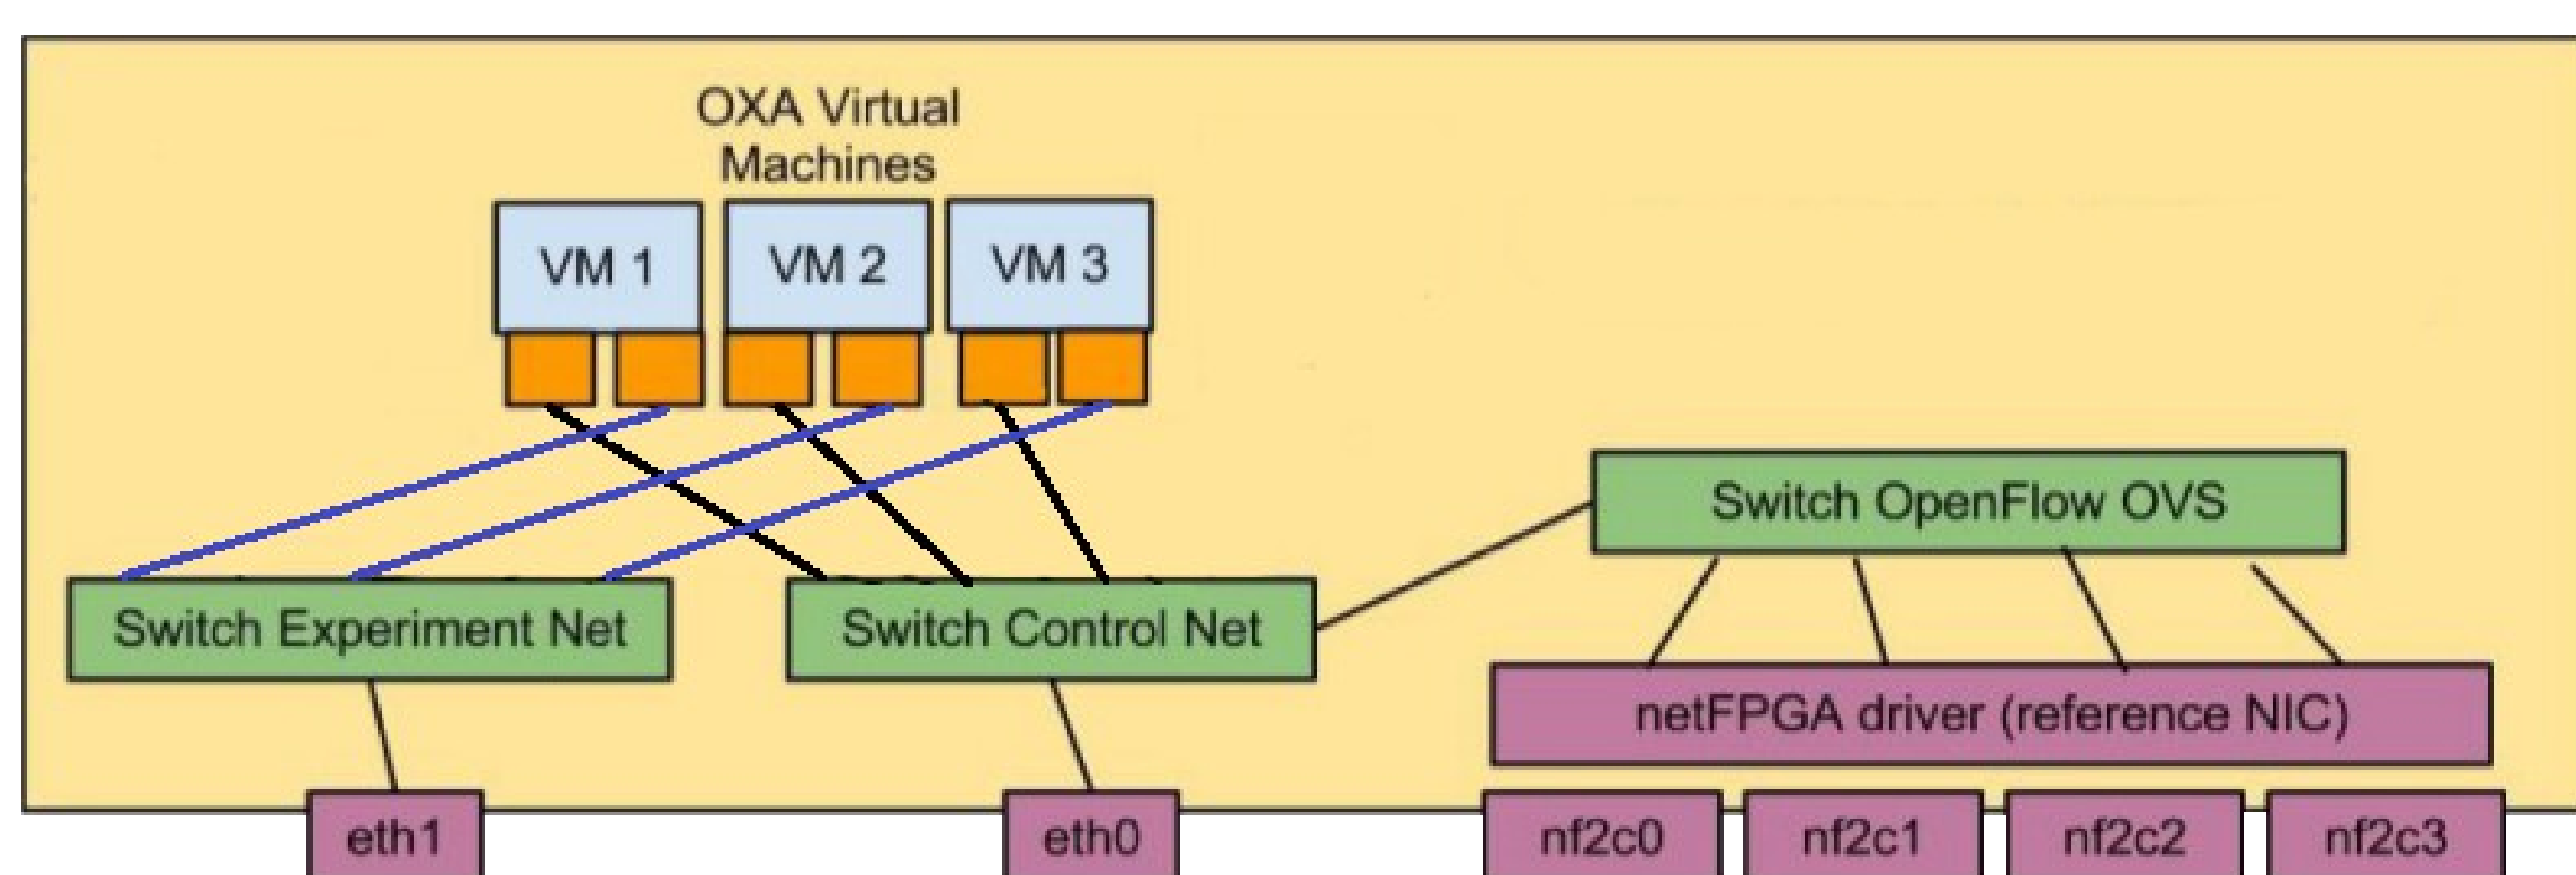 OXA Virtual
Machines
VM 1
VM 2
VM 3
Switch OpenFlow OVS
Switch Experiment Net
Switch Control Net
netFPGA driver (reference NIC)
eth1
eth0
nf2c0
nf2c1
nf2c2
nf2c3